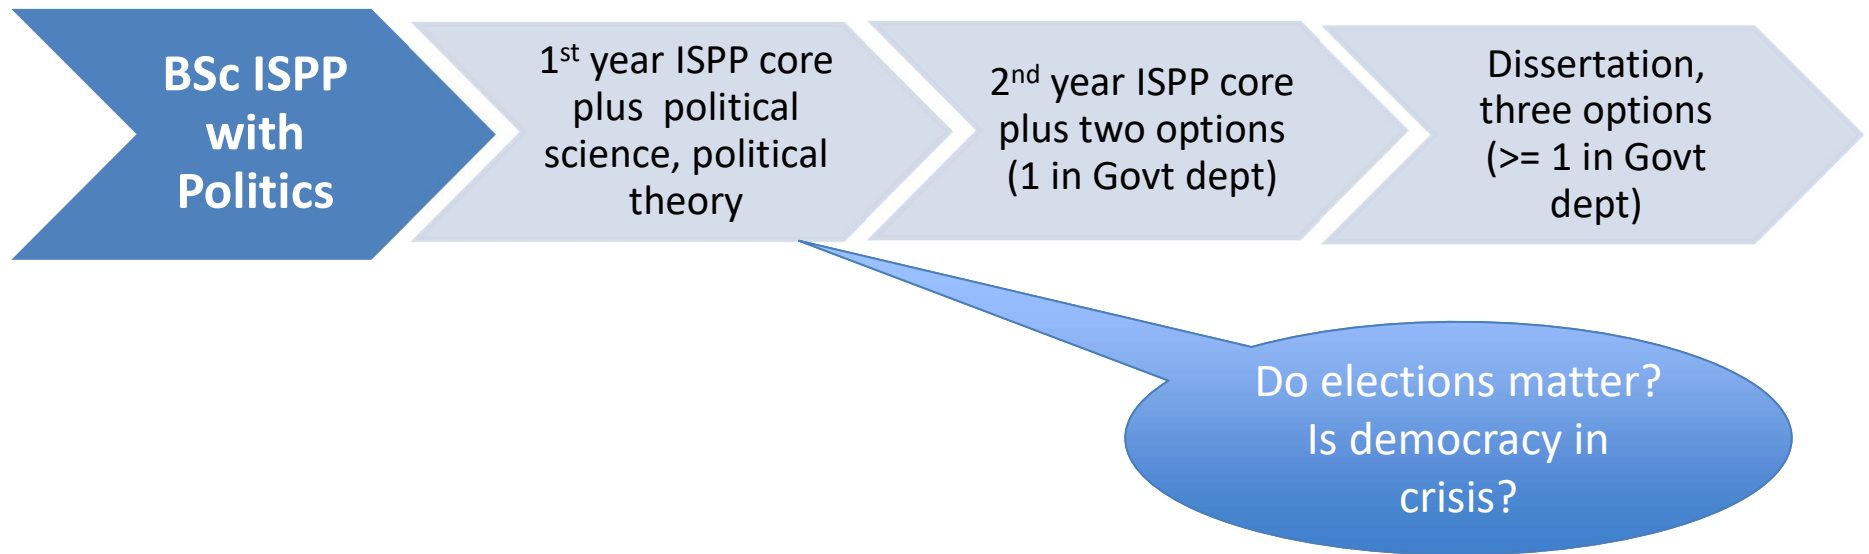 BSc ISPP
with
Politics
1st year ISPP core
plus political
science, political
theory
2nd year ISPP core
plus two options
(1 in Govt dept)
Dissertation,
three options
(>= 1 in Govt
dept)
Do elections matter?
Is democracy in
crisis?